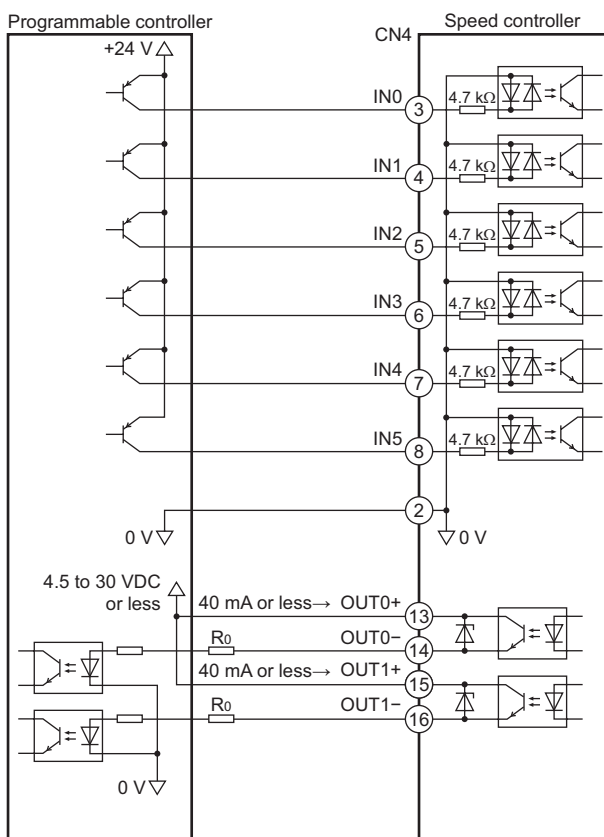 Programmable controller
Speed controller
CN4
+24 V
IN0
3
4.7 kΩ
IN1
4
4.7 kΩ
IN2
5
4.7 kΩ
IN3
6
4.7 kΩ
IN4
7
4.7 kΩ
IN5
8
4.7 kΩ
2
0 V
0 V
4.5 to 30 VDC
or less
40 mA or less→ OUT0+
13
R0
OUT0−
14
40 mA or less→ OUT1+
15
R0
OUT1−
16
0 V